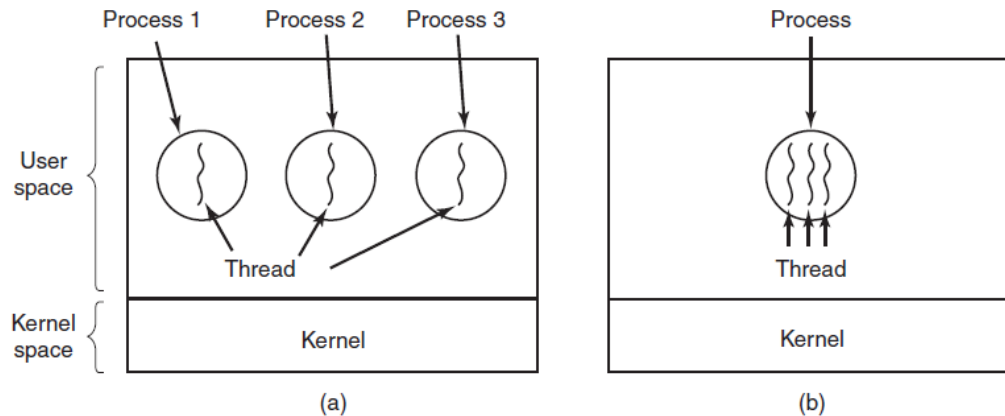 Process 1 Process 2 Process 3
Process
User
space
Thread
Thread
Kernel
space
Kernel
Kernel
(a)
(b)